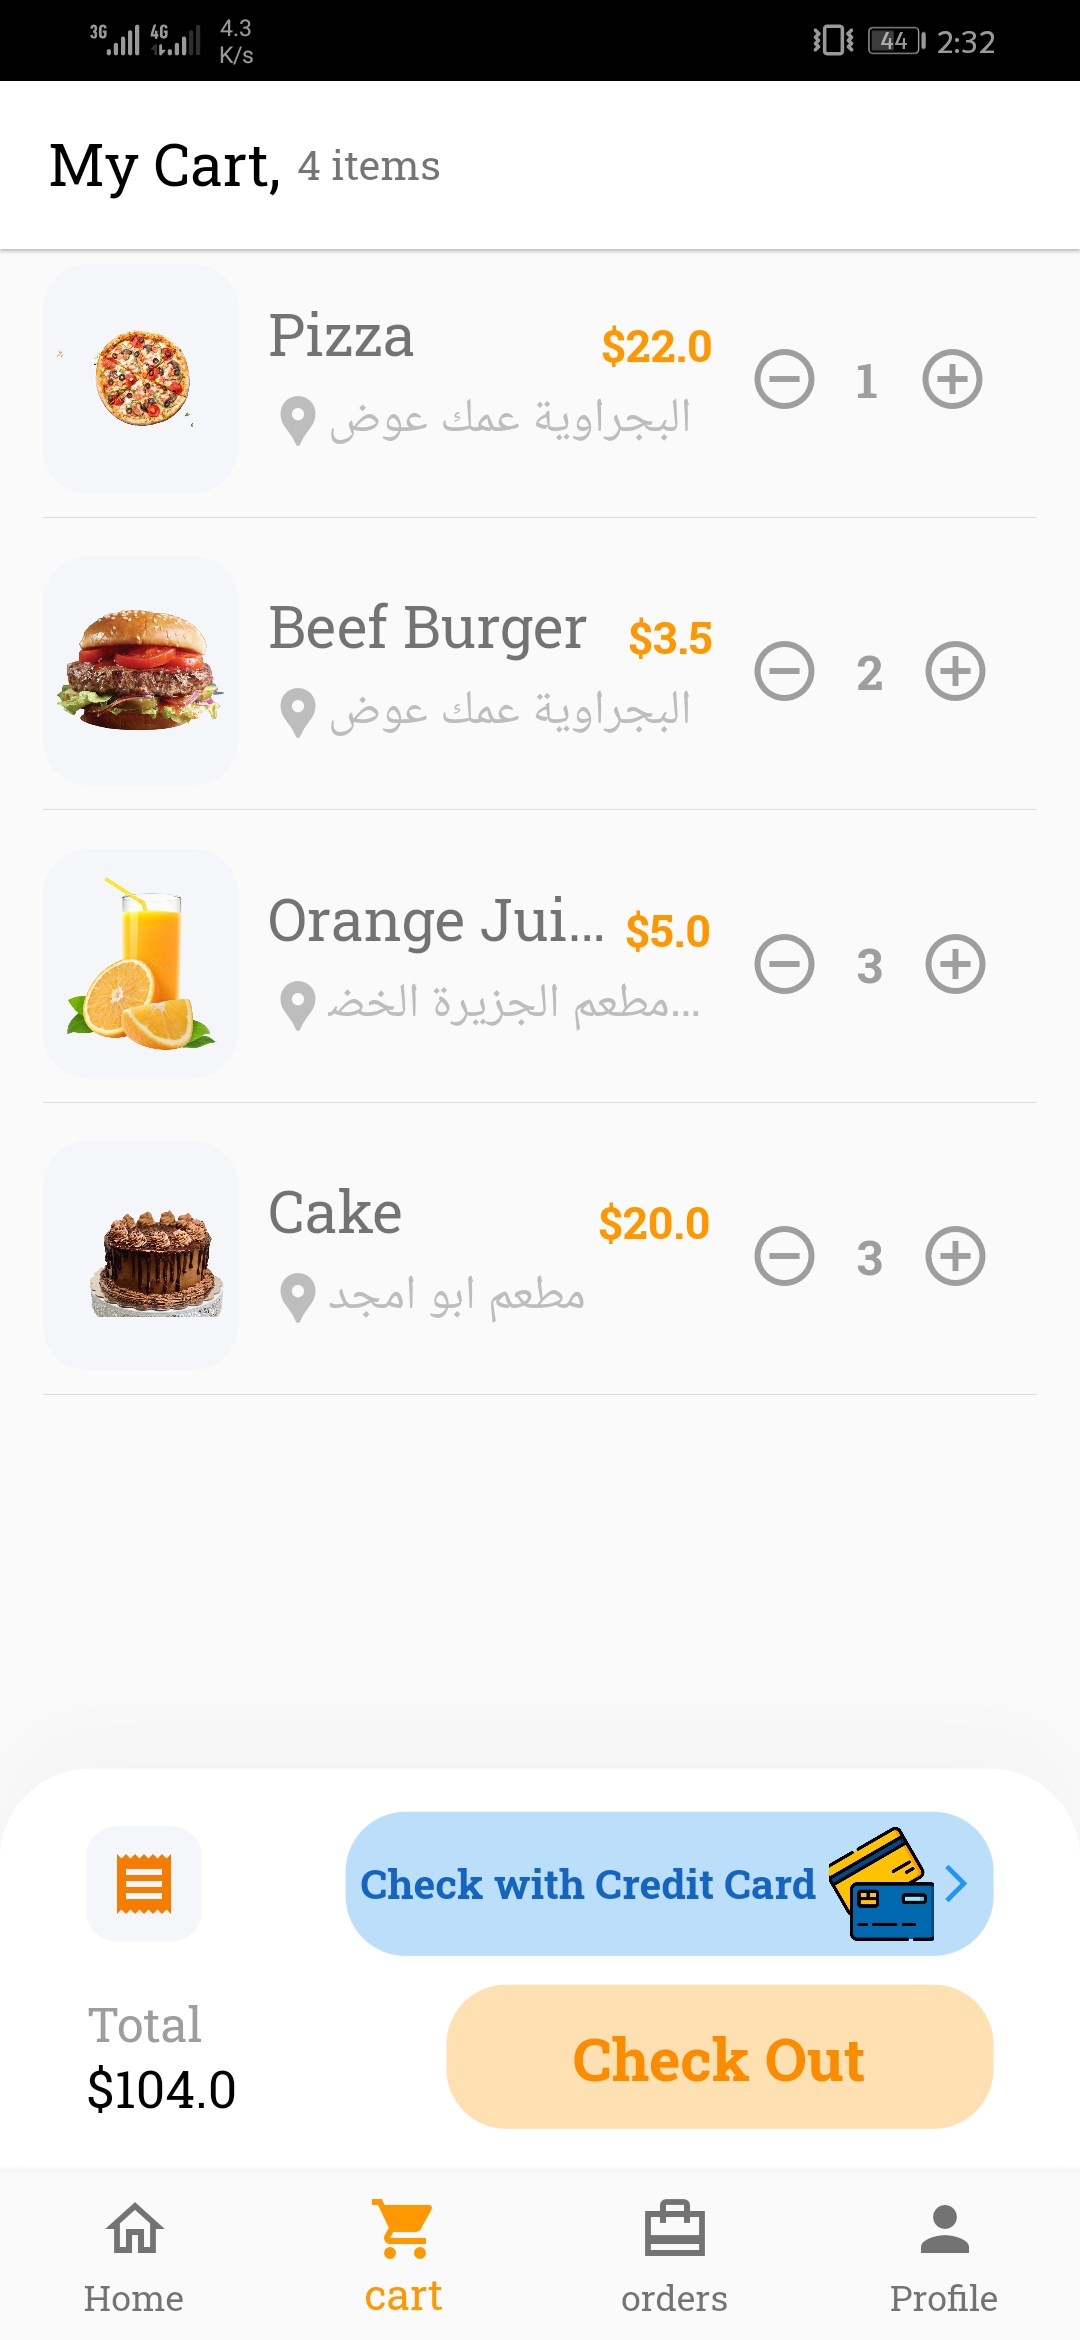 3G 4G 4.3 K/s 44 2:32
My Cart, 4 items
Pizza $22.0 1
البجراوية عمك عوض
Beef Burger $3.5 2
البجراوية عمك عوض
Orange Jui... $5.0 3
مطعم الجزيرة الخضـ...
Cake $20.0 3
مطعم ابو امجد
Check with Credit Card
Total
$104.0
Check Out
Home cart orders Profile